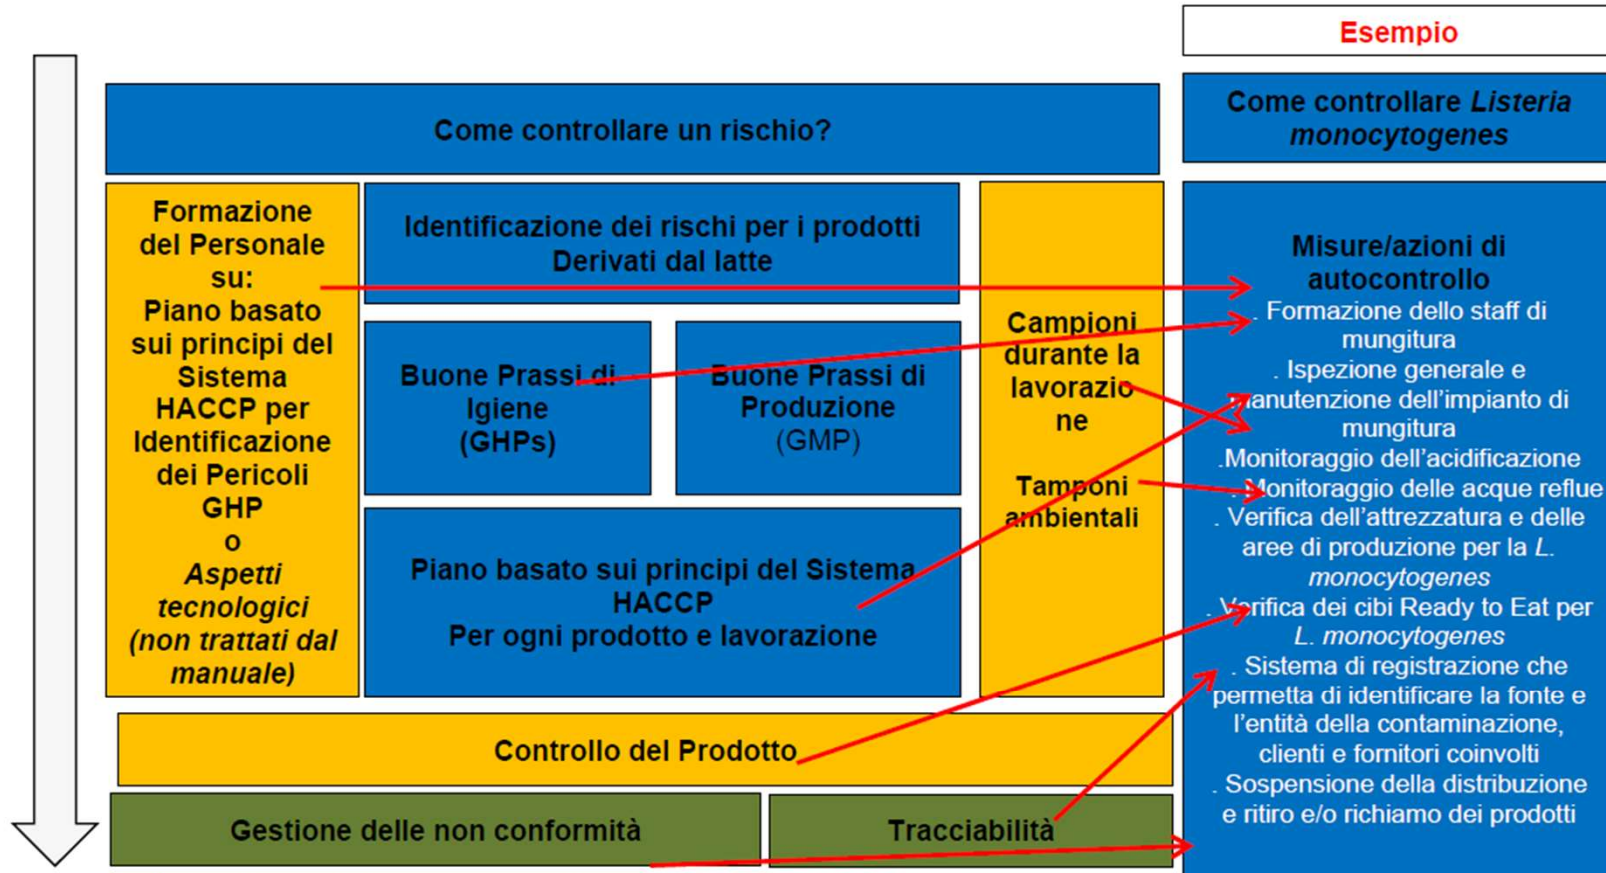 Esempio
Come controllare un rischio?
Come controllare Listeria
monocytogenes
Formazione
del Personale
su:
Piano basato
sui principi del
Sistema
HACCP per
Identificazione
dei Pericoli
GHP
o
Aspetti
tecnologici
(non trattati dal
manuale)
Identificazione dei rischi per i prodotti
Derivati dal latte
Buone Prassi di
Igiene
(GHPs)
Buone Prassi di
Produzione
(GMP)
Piano basato sui principi del Sistema
HACCP
Per ogni prodotto e lavorazione
Campioni
durante la
lavorazio
ne
Tamponi
ambientali
Misure/azioni di
autocontrollo
. Formazione dello staff di
mungitura
. Ispezione generale e
manutenzione dell'impianto di
mungitura
.Monitoraggio dell'acidificazione
. Monitoraggio delle acque reflue
. Verifica dell'attrezzatura e delle
aree di produzione per la L.
monocytogenes
. Verifica dei cibi Ready to Eat per
L. monocytogenes
. Sistema di registrazione che
permetta di identificare la fonte e
l'entità della contaminazione,
clienti e fornitori coinvolti
. Sospensione della distribuzione
e ritiro e/o richiamo dei prodotti
Controllo del Prodotto
Gestione delle non conformità
Tracciabilità